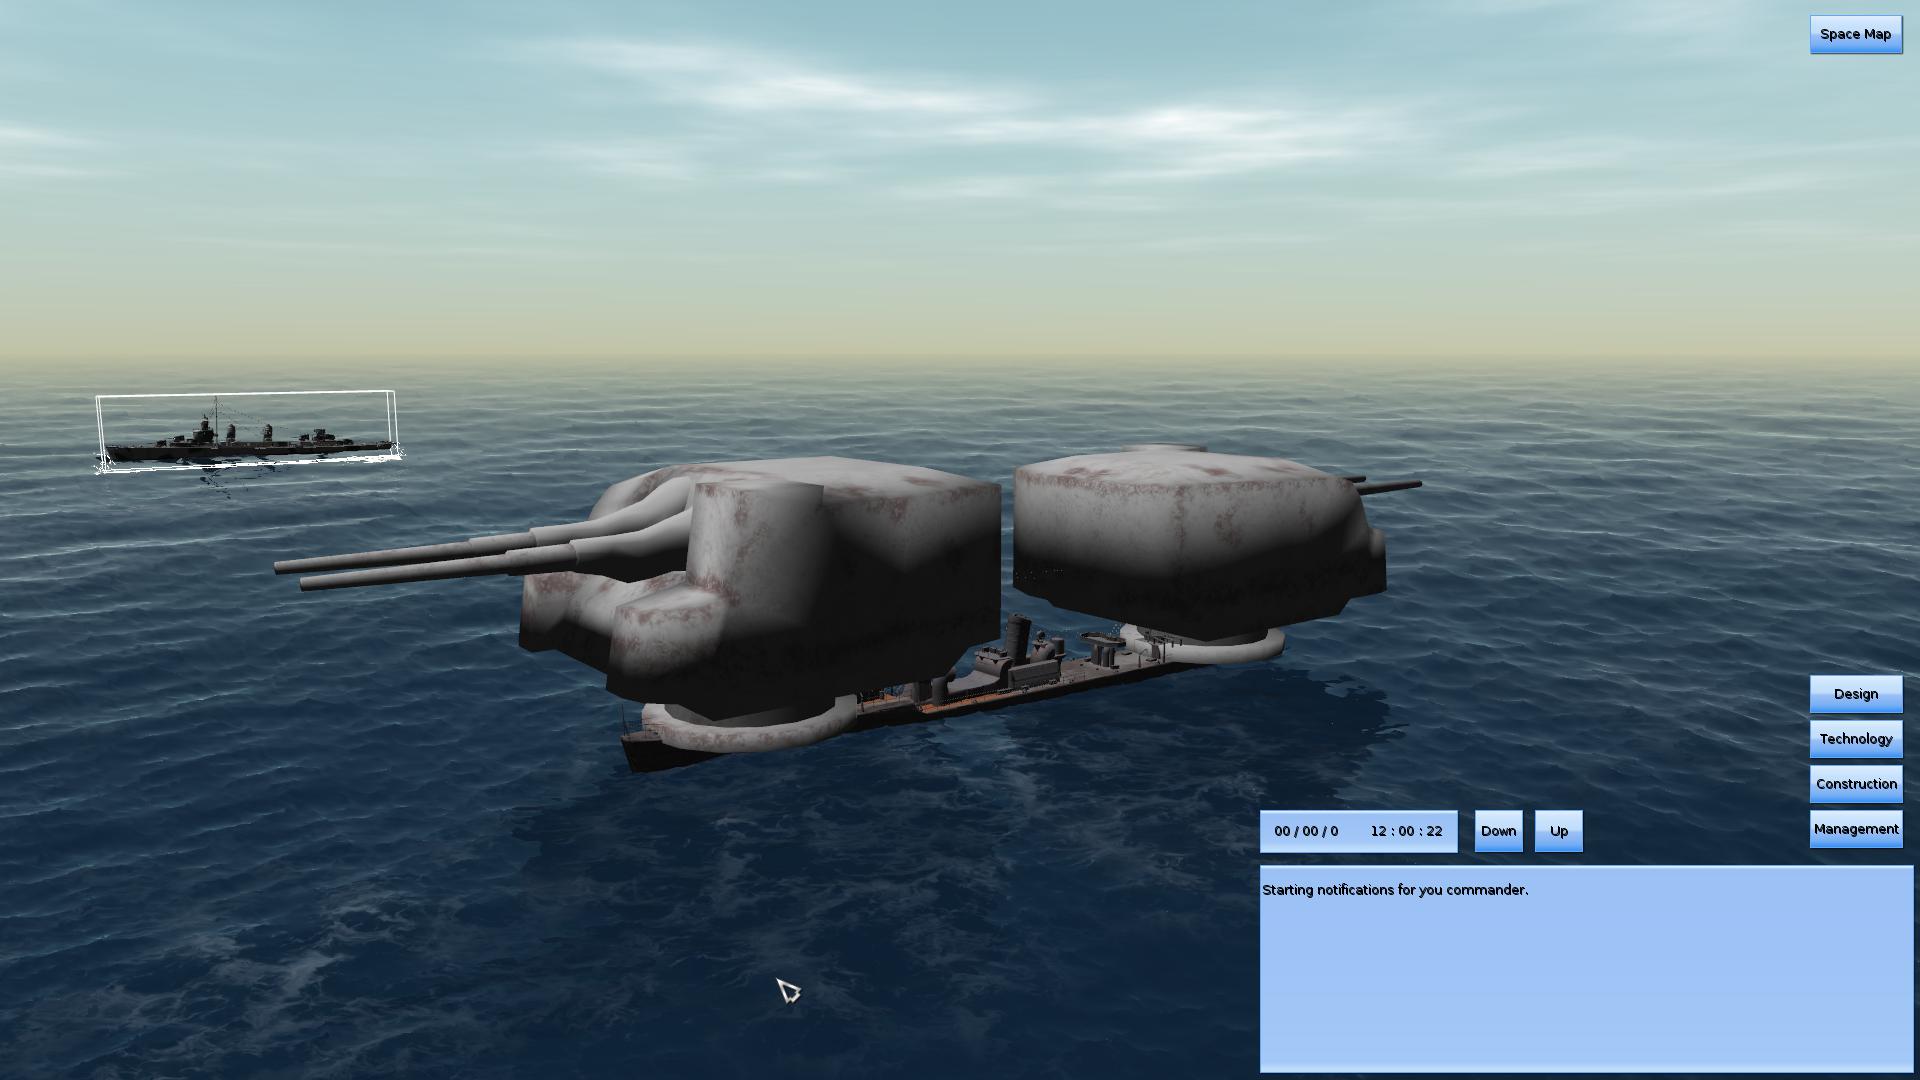 Space Map
Design
Technology
Construction
Management
00 / 00 / 0 12 : 00 : 22
Down
Up
Starting notifications for you commander.